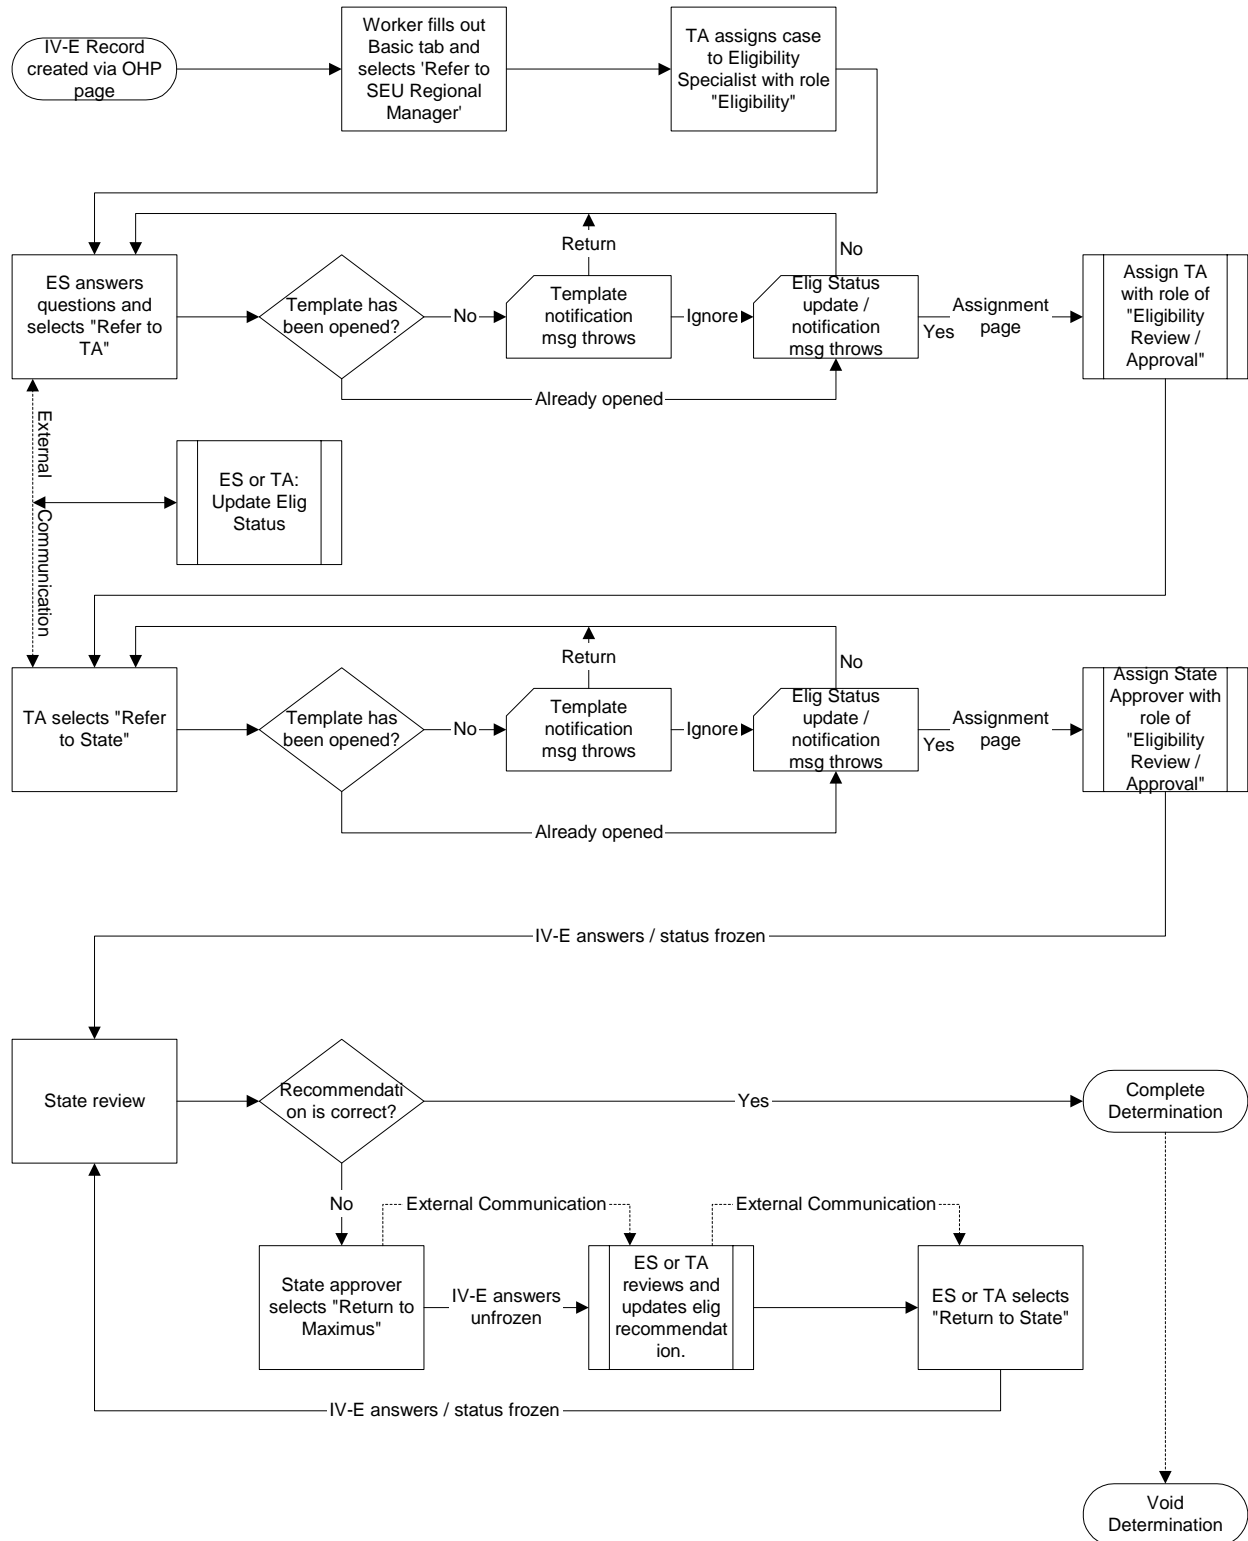 IV-E Record
created via OHP
page
Worker fills out
Basic tab and
selects 'Refer to
SEU Regional
Manager'
TA assigns case
to Eligibility
Specialist with role
"Eligibility"
ES answers
questions and
selects "Refer to
TA"
Template has
been opened?
No
Return
Template
notification
msg throws
Ignore
No
Elig Status
update /
notification
msg throws
Yes
Assignment
page
Assign TA
with role of
"Eligibility
Review /
Approval"
Already opened
External
Communication
ES or TA:
Update Elig
Status
TA selects "Refer
to State"
Template has
been opened?
No
Return
Template
notification
msg throws
Ignore
No
Elig Status
update /
notification
msg throws
Yes
Assignment
page
Assign State
Approver with
role of
"Eligibility
Review /
Approval"
Already opened
IV-E answers / status frozen
State review
Recommendati
on is correct?
Yes
Complete
Determination
No
External Communication
External Communication
State approver
selects "Return to
Maximus"
IV-E answers
unfrozen
ES or TA
reviews and
updates elig
recommendat
ion.
ES or TA selects
"Return to State"
IV-E answers / status frozen
Void
Determination